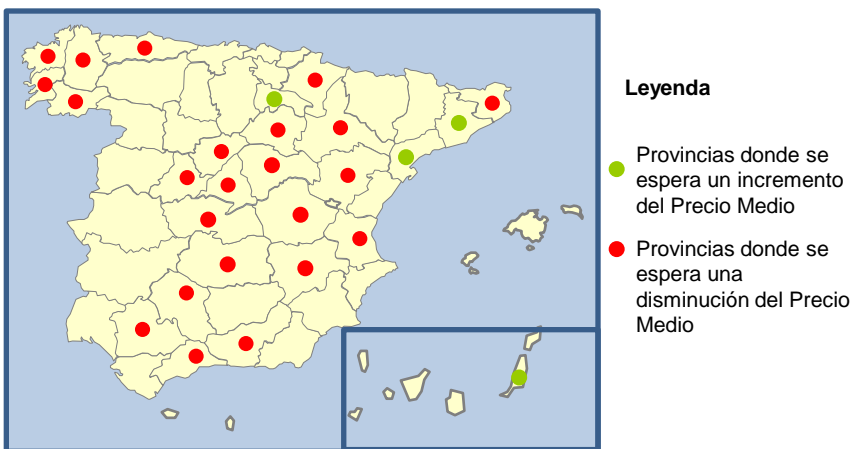 Leyenda
Provincias donde se
espera un incremento
del Precio Medio
Provincias donde se
espera una
disminución del Precio
Medio